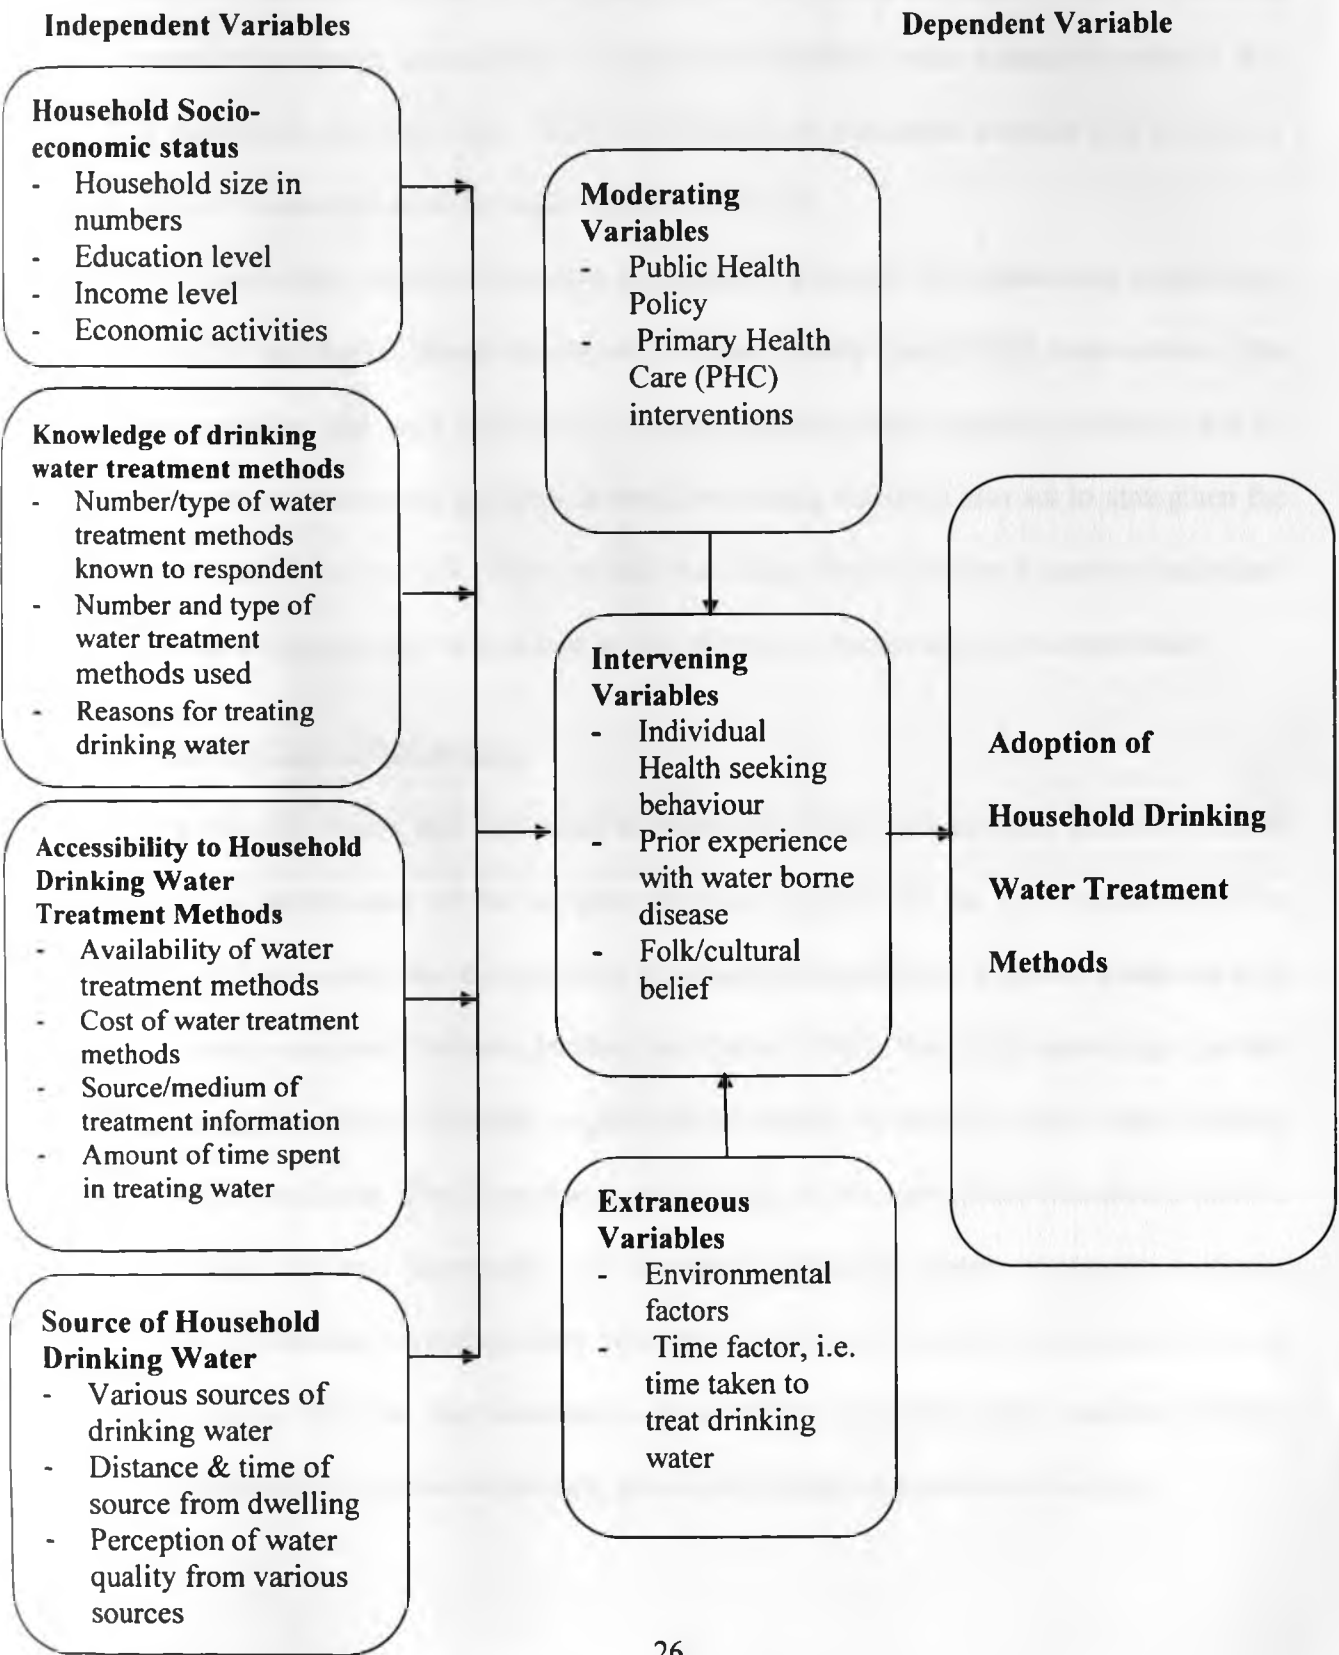 Independent Variables
Dependent Variable
Household Socio-
economic status
- Household size in
numbers
- Education level
- Income level
- Economic activities
Knowledge of drinking
water treatment methods
- Number/type of water
treatment methods
known to respondent
- Number and type of
water treatment
methods used
- Reasons for treating
drinking water
Accessibility to Household
Drinking Water
Treatment Methods
- Availability of water
treatment methods
- Cost of water treatment
methods
- Source/medium of
treatment information
- Amount of time spent
in treating water
Source of Household
Drinking Water
- Various sources of
drinking water
- Distance & time of
source from dwelling
- Perception of water
quality from various
sources
Moderating
Variables
- Public Health
Policy
- Primary Health
Care (PHC)
interventions
Intervening
Variables
- Individual
Health seeking
behaviour
- Prior experience
with water borne
disease
- Folk/cultural
belief
Extraneous
Variables
- Environmental
factors
- Time factor, i.e.
time taken to
treat drinking
water
Adoption of
Household Drinking
Water Treatment
Methods
26